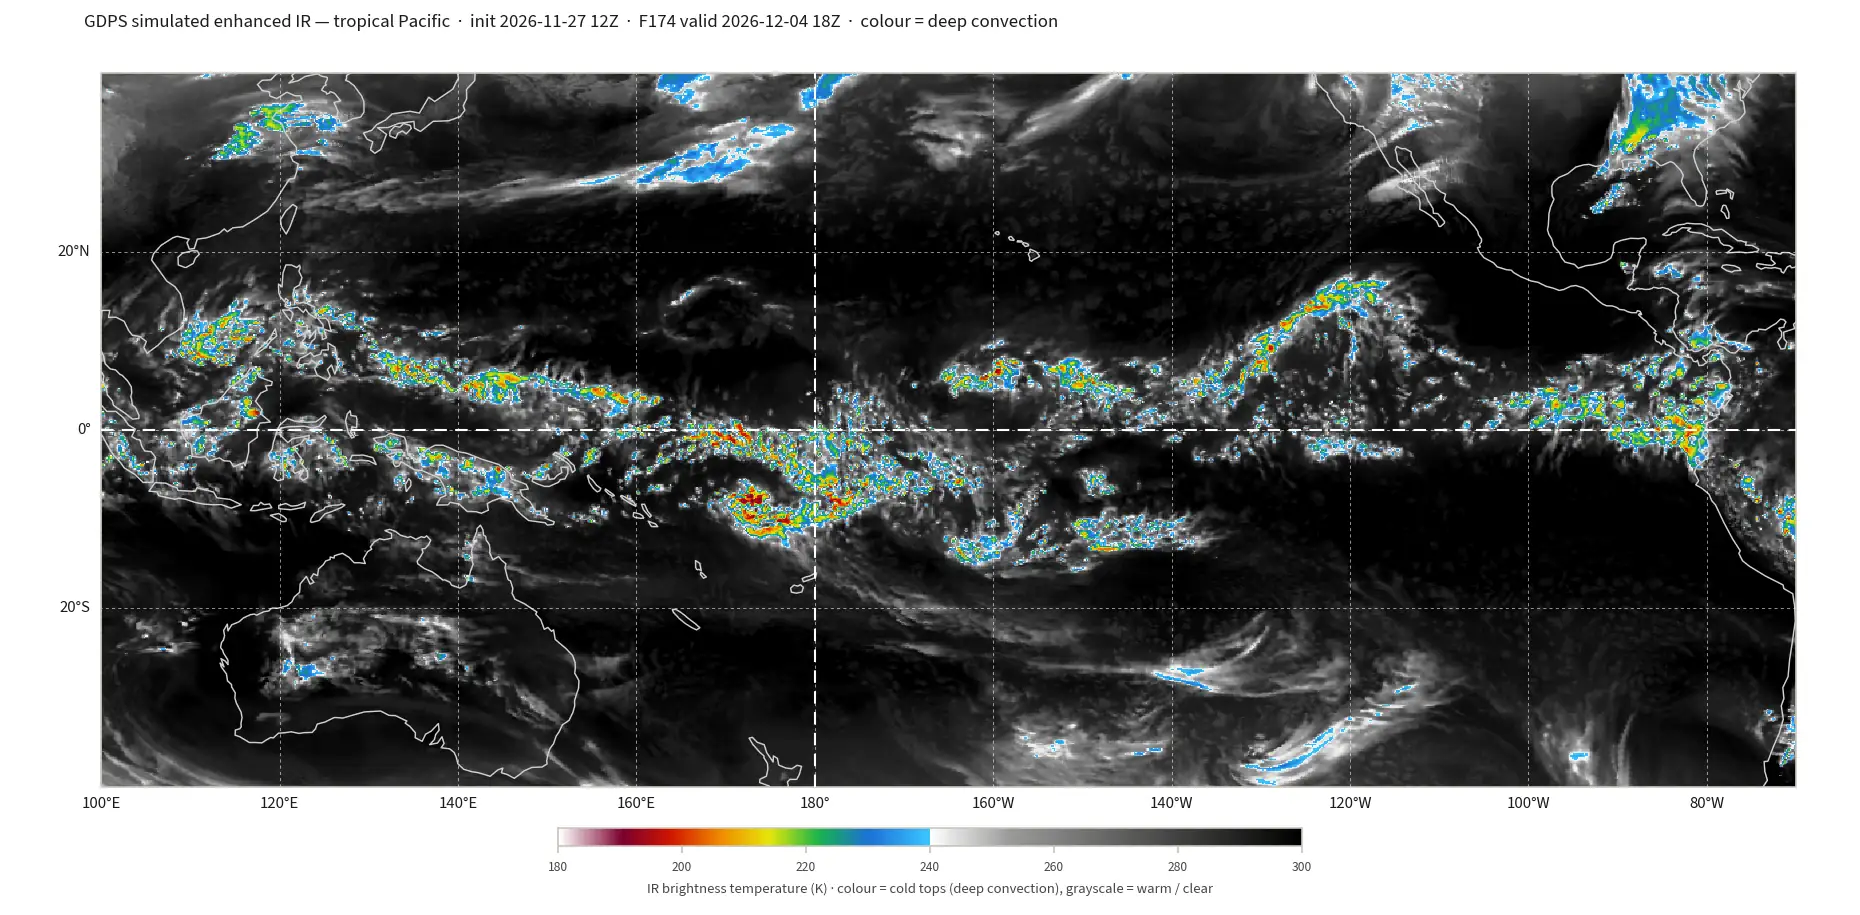 GDPS simulated enhanced IR — tropical Pacific · init 2026-11-27 12Z · F174 valid 2026-12-04 18Z · colour = deep convection
20°N
0°
20°S
100°E 120°E 140°E 160°E 180° 160°W 140°W 120°W 100°W 80°W
180 200 220 240 260 280 300
IR brightness temperature (K) · colour = cold tops (deep convection), grayscale = warm / clear